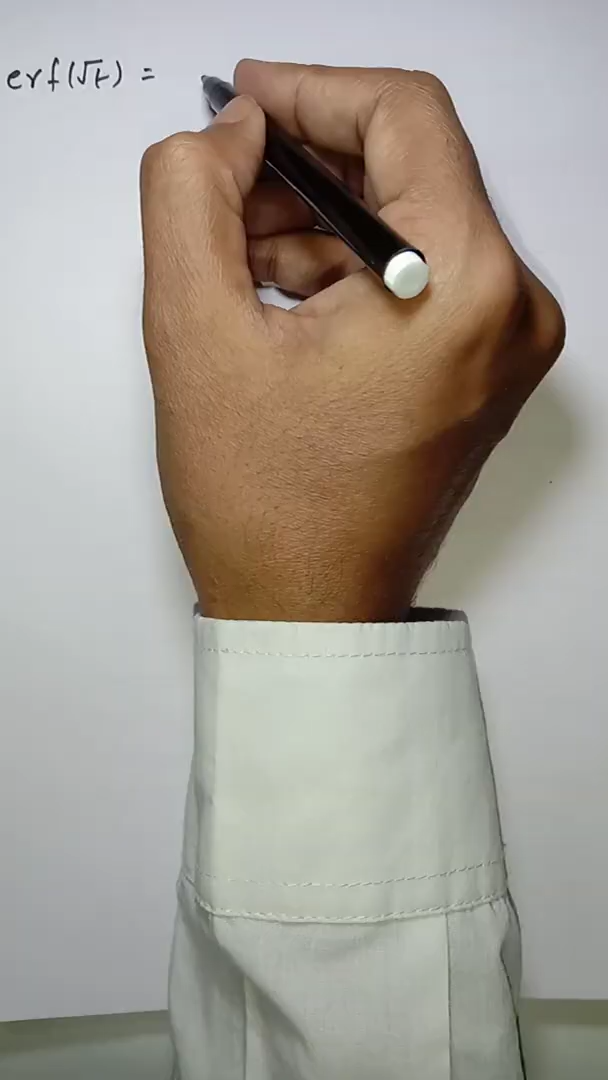 erf(√t) =